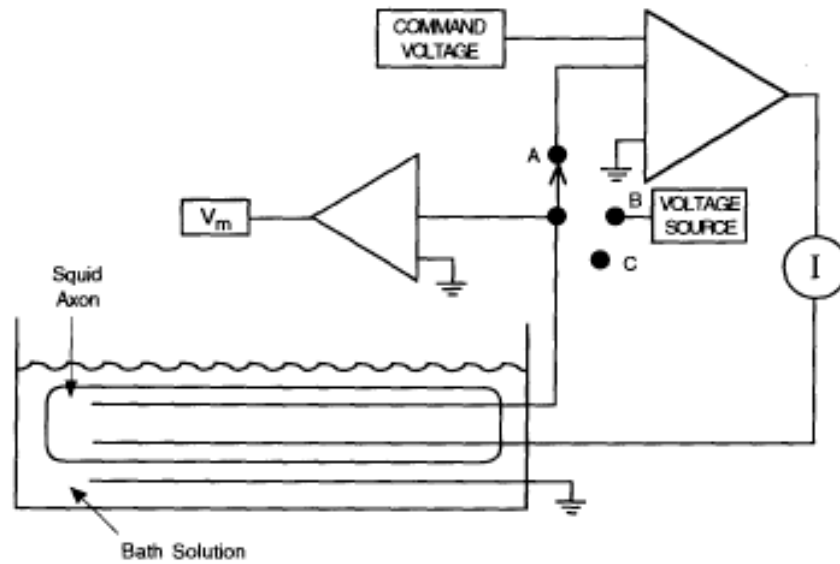 COMMAND
VOLTAGE
A
B
VOLTAGE
SOURCE
Vm
C
I
Squid
Axon
Bath Solution